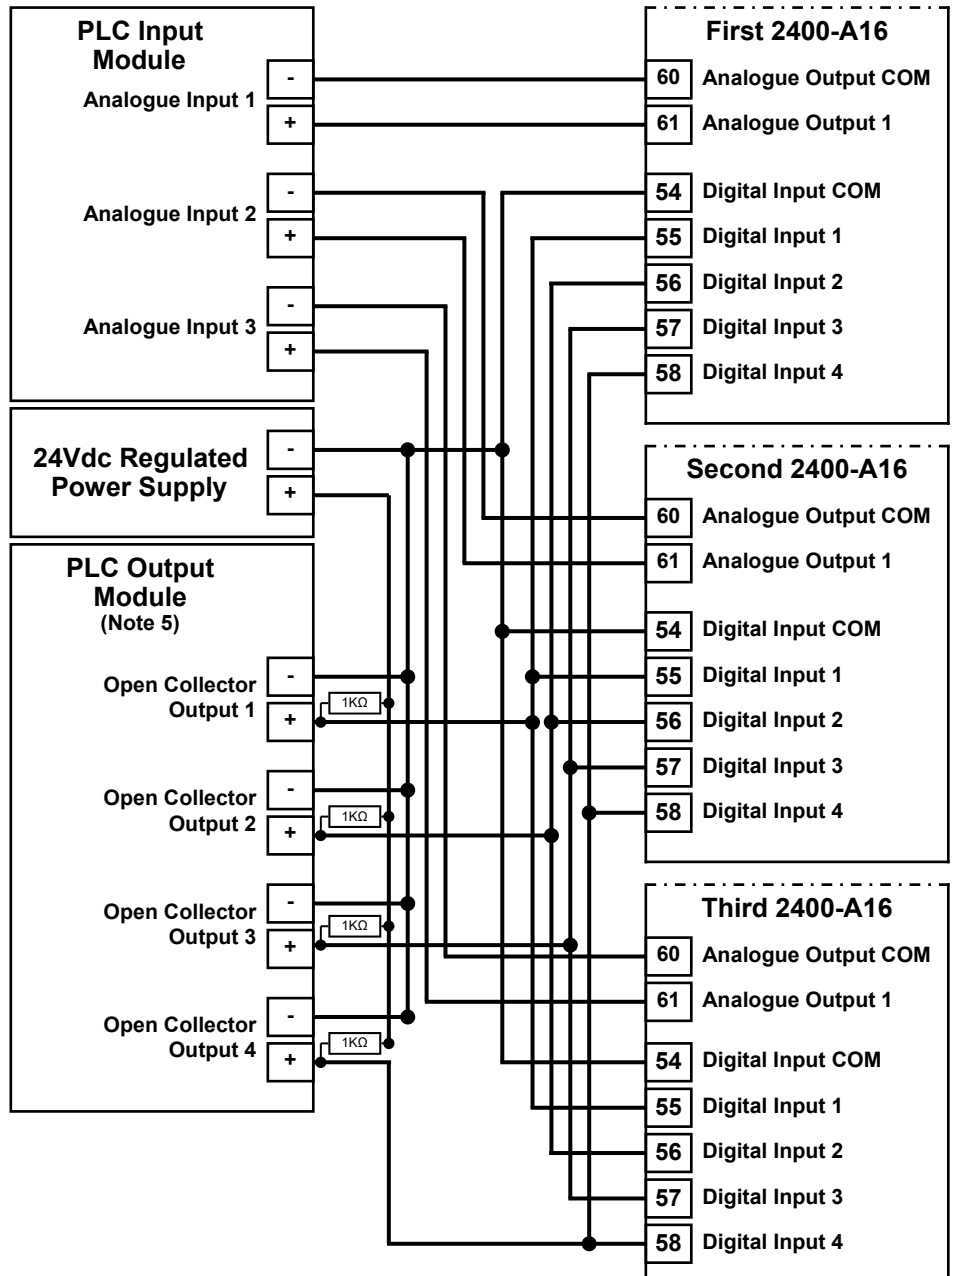 PLC Input
Module
Analogue Input 1
-
+
Analogue Input 2
-
+
Analogue Input 3
-
+
24Vdc Regulated
Power Supply
-
+
PLC Output
Module
(Note 5)
Open Collector
Output 1
-
+
1KΩ
Open Collector
Output 2
-
+
1KΩ
Open Collector
Output 3
-
+
1KΩ
Open Collector
Output 4
-
+
1KΩ
First 2400-A16
60 Analogue Output COM
61 Analogue Output 1
54 Digital Input COM
55 Digital Input 1
56 Digital Input 2
57 Digital Input 3
58 Digital Input 4
Second 2400-A16
60 Analogue Output COM
61 Analogue Output 1
54 Digital Input COM
55 Digital Input 1
56 Digital Input 2
57 Digital Input 3
58 Digital Input 4
Third 2400-A16
60 Analogue Output COM
61 Analogue Output 1
54 Digital Input COM
55 Digital Input 1
56 Digital Input 2
57 Digital Input 3
58 Digital Input 4